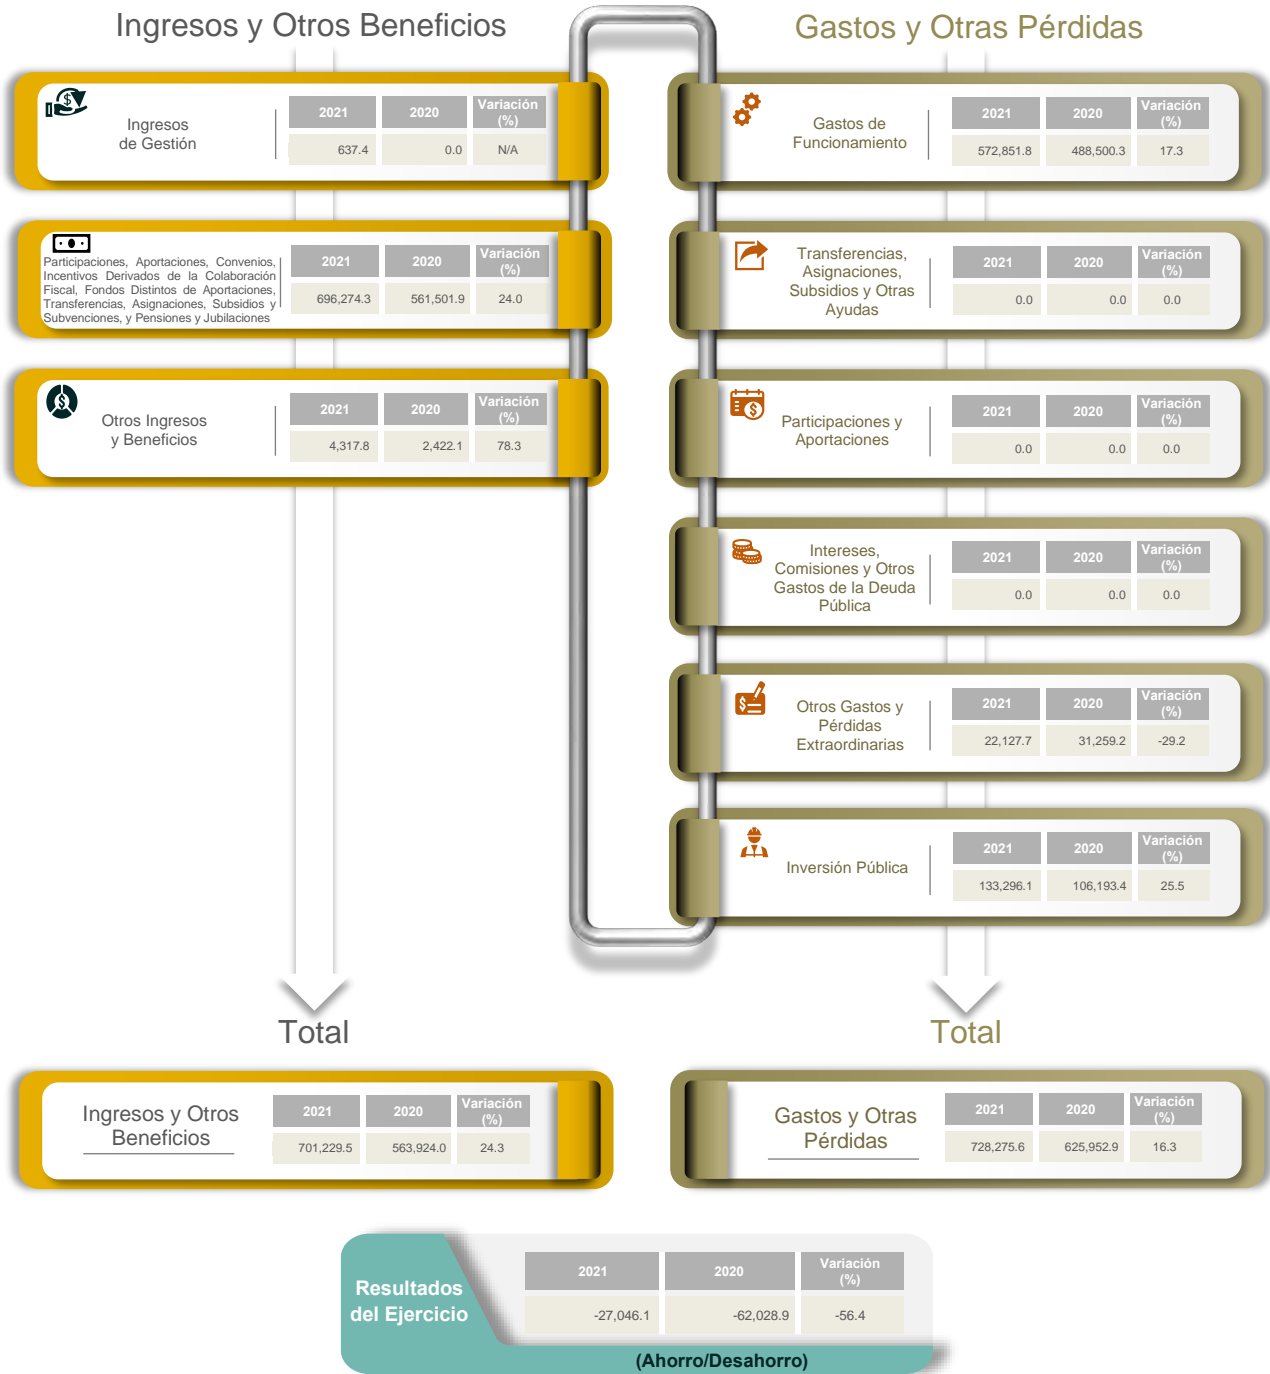 Ingresos y Otros Beneficios
Ingresos
de Gestión
2021 2020 Variación (%)
637.4 0.0 N/A
Participaciones, Aportaciones, Convenios,
Incentivos Derivados de la Colaboración
Fiscal, Fondos Distintos de Aportaciones,
Transferencias, Asignaciones, Subsidios y
Subvenciones, y Pensiones y Jubilaciones
2021 2020 Variación (%)
696,274.3 561,501.9 24.0
Otros Ingresos
y Beneficios
2021 2020 Variación (%)
4,317.8 2,422.1 78.3
Total
Ingresos y Otros
Beneficios
2021 2020 Variación (%)
701,229.5 563,924.0 24.3
Gastos y Otras Pérdidas
Gastos de
Funcionamiento
2021 2020 Variación (%)
572,851.8 488,500.3 17.3
Transferencias,
Asignaciones,
Subsidios y Otras
Ayudas
2021 2020 Variación (%)
0.0 0.0 0.0
Participaciones y
Aportaciones
2021 2020 Variación (%)
0.0 0.0 0.0
Intereses,
Comisiones y Otros
Gastos de la Deuda
Pública
2021 2020 Variación (%)
0.0 0.0 0.0
Otros Gastos y
Pérdidas
Extraordinarias
2021 2020 Variación (%)
22,127.7 31,259.2 -29.2
Inversión Pública
2021 2020 Variación (%)
133,296.1 106,193.4 25.5
Total
Gastos y Otras
Pérdidas
2021 2020 Variación (%)
728,275.6 625,952.9 16.3
Resultados
del Ejercicio
2021 2020 Variación (%)
-27,046.1 -62,028.9 -56.4
(Ahorro/Desahorro)